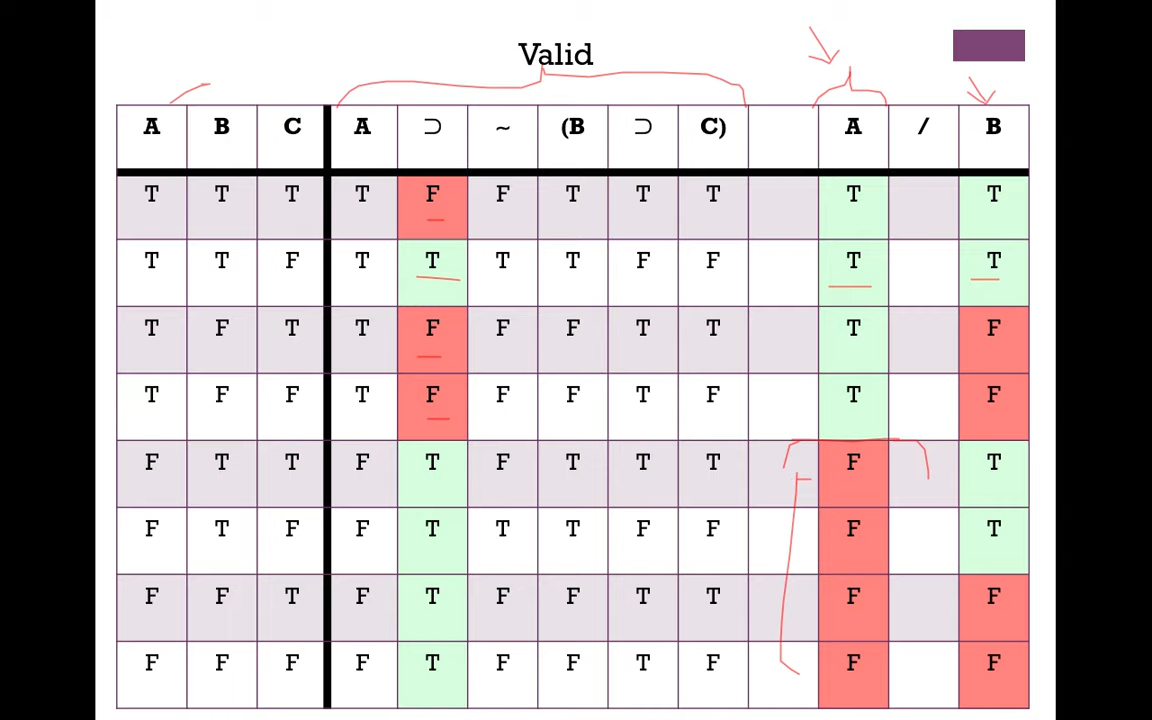 Valid
A B C A ⊃ ~ (B ⊃ C) A / B
T T T T F F T T T T T
T T F T T T T F F T T
T F T T F F F T T T F
T F F T F F F T F T F
F T T F T F T T T F T
F T F F T T T F F F T
F F T F T F F T T F F
F F F F T F F T F F F